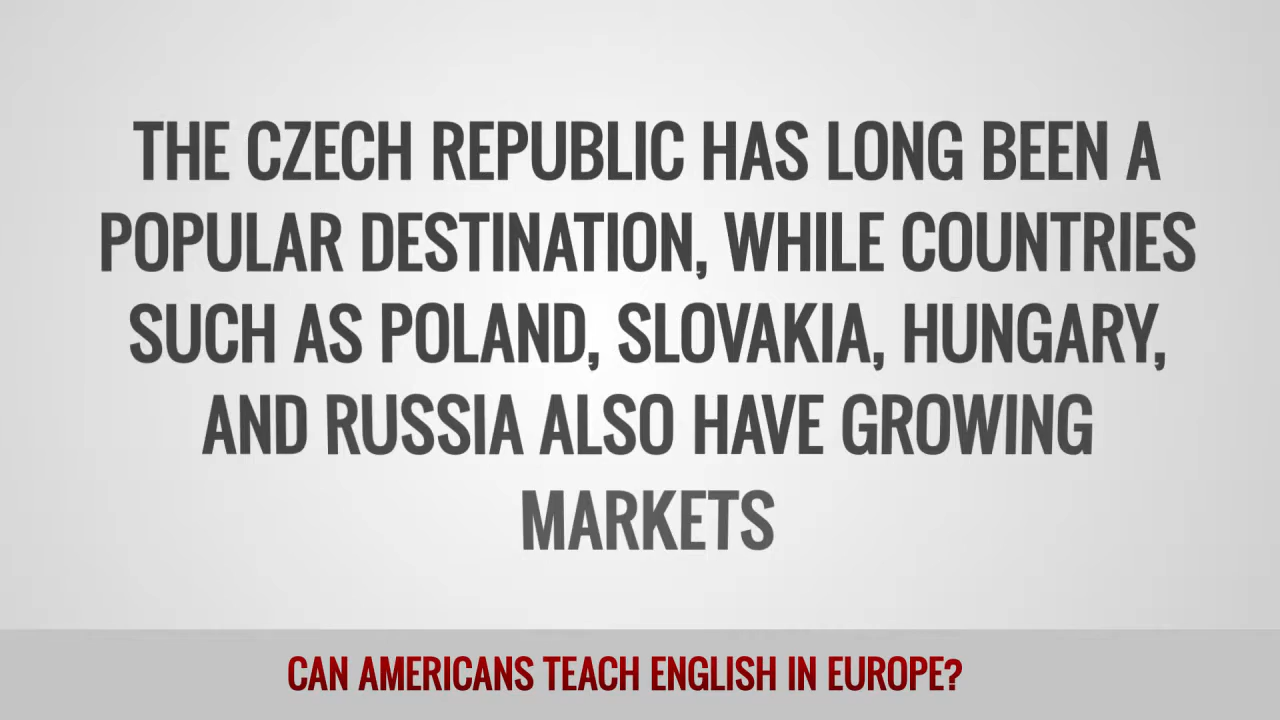 THE CZECH REPUBLIC HAS LONG BEEN A
POPULAR DESTINATION, WHILE COUNTRIES
SUCH AS POLAND, SLOVAKIA, HUNGARY,
AND RUSSIA ALSO HAVE GROWING
MARKETS
CAN AMERICANS TEACH ENGLISH IN EUROPE?